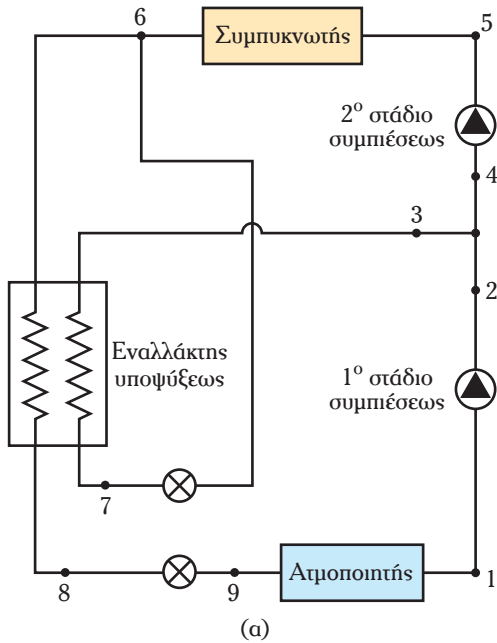 6
Συμπυκνωτής
5
2ο στάδιο
συμπιέσεως
4
3
2
Εναλλάκτης
υποψύξεως
1ο στάδιο
συμπιέσεως
7
8
9
Ατμοποιητής
1
(α)